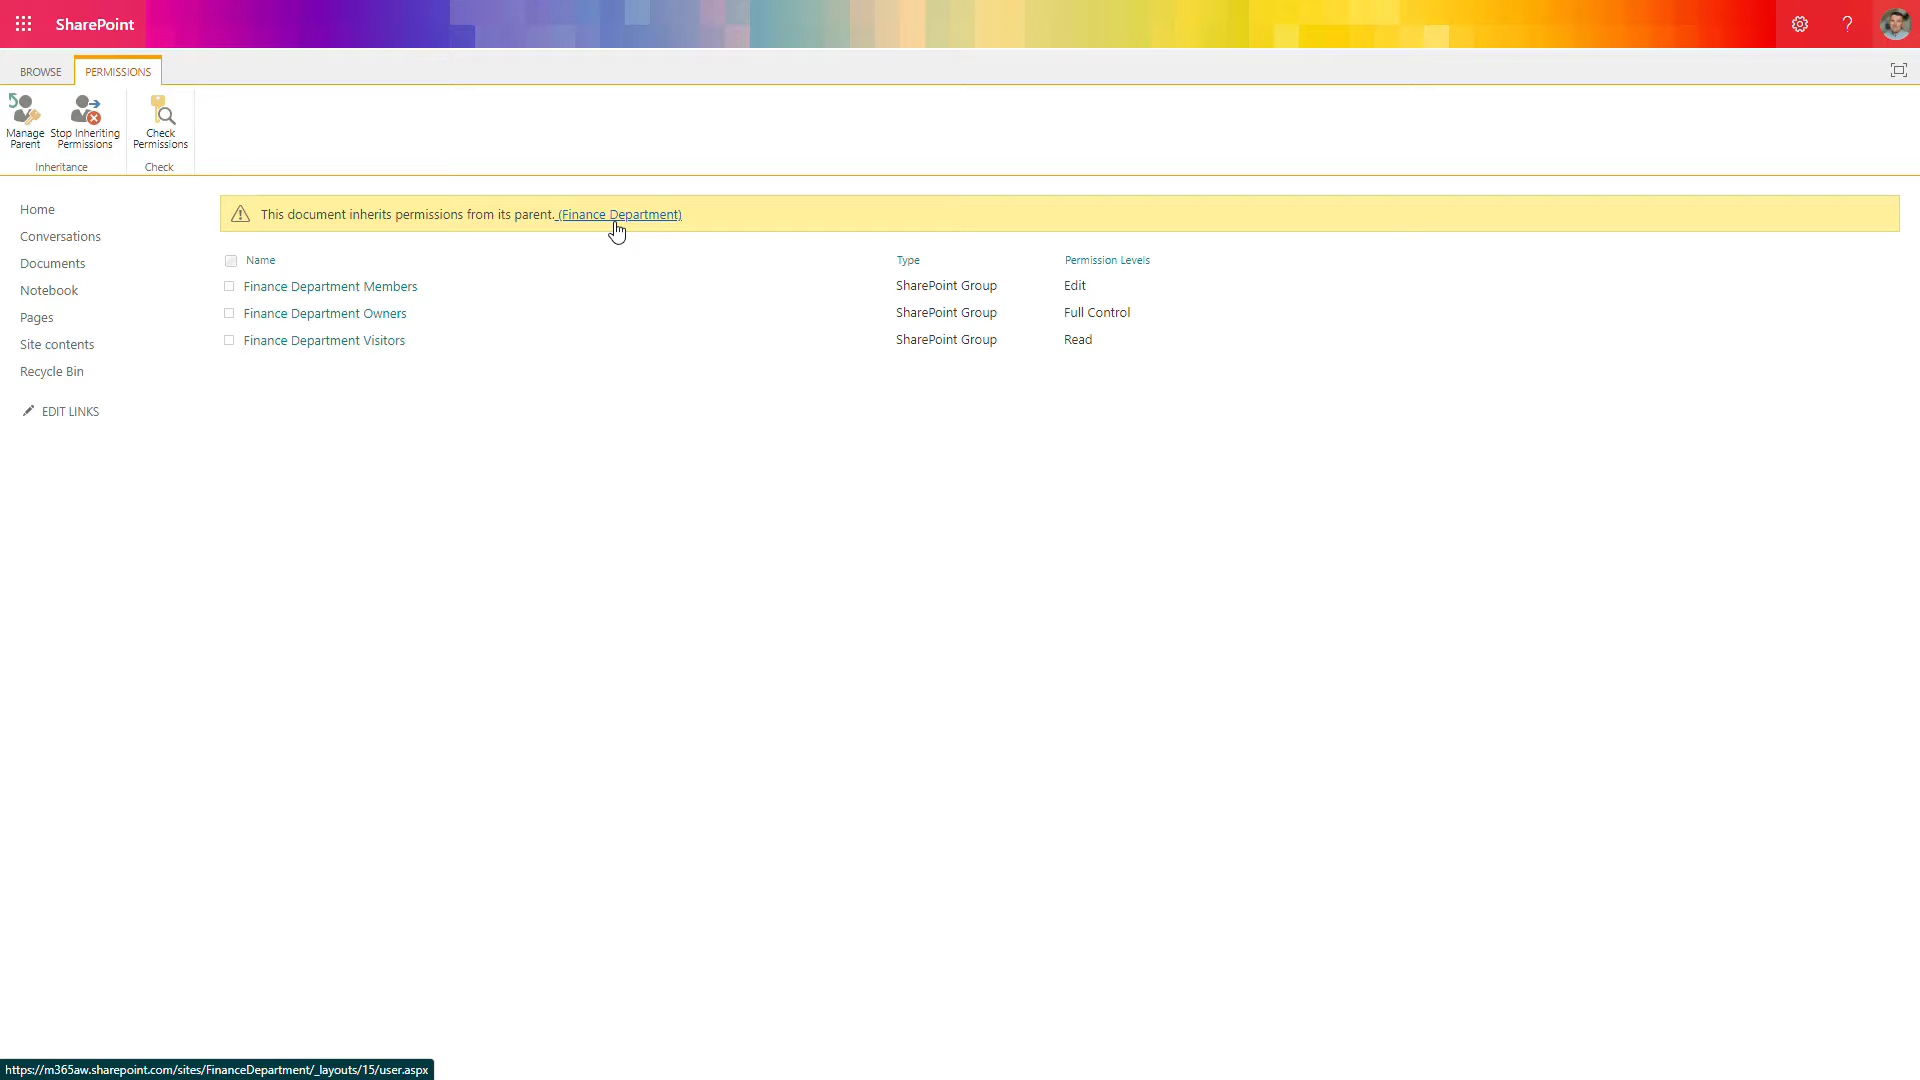 SharePoint
?
BROWSE
PERMISSIONS
Manage
Parent
Stop Inheriting
Permissions
Check
Permissions
Inheritance
Check
Home
Conversations
Documents
Notebook
Pages
Site contents
Recycle Bin
EDIT LINKS
This document inherits permissions from its parent. (Finance Department)
Name Type Permission Levels
Finance Department Members SharePoint Group Edit
Finance Department Owners SharePoint Group Full Control
Finance Department Visitors SharePoint Group Read
https://m365aw.sharepoint.com/sites/FinanceDepartment/_layouts/15/user.aspx